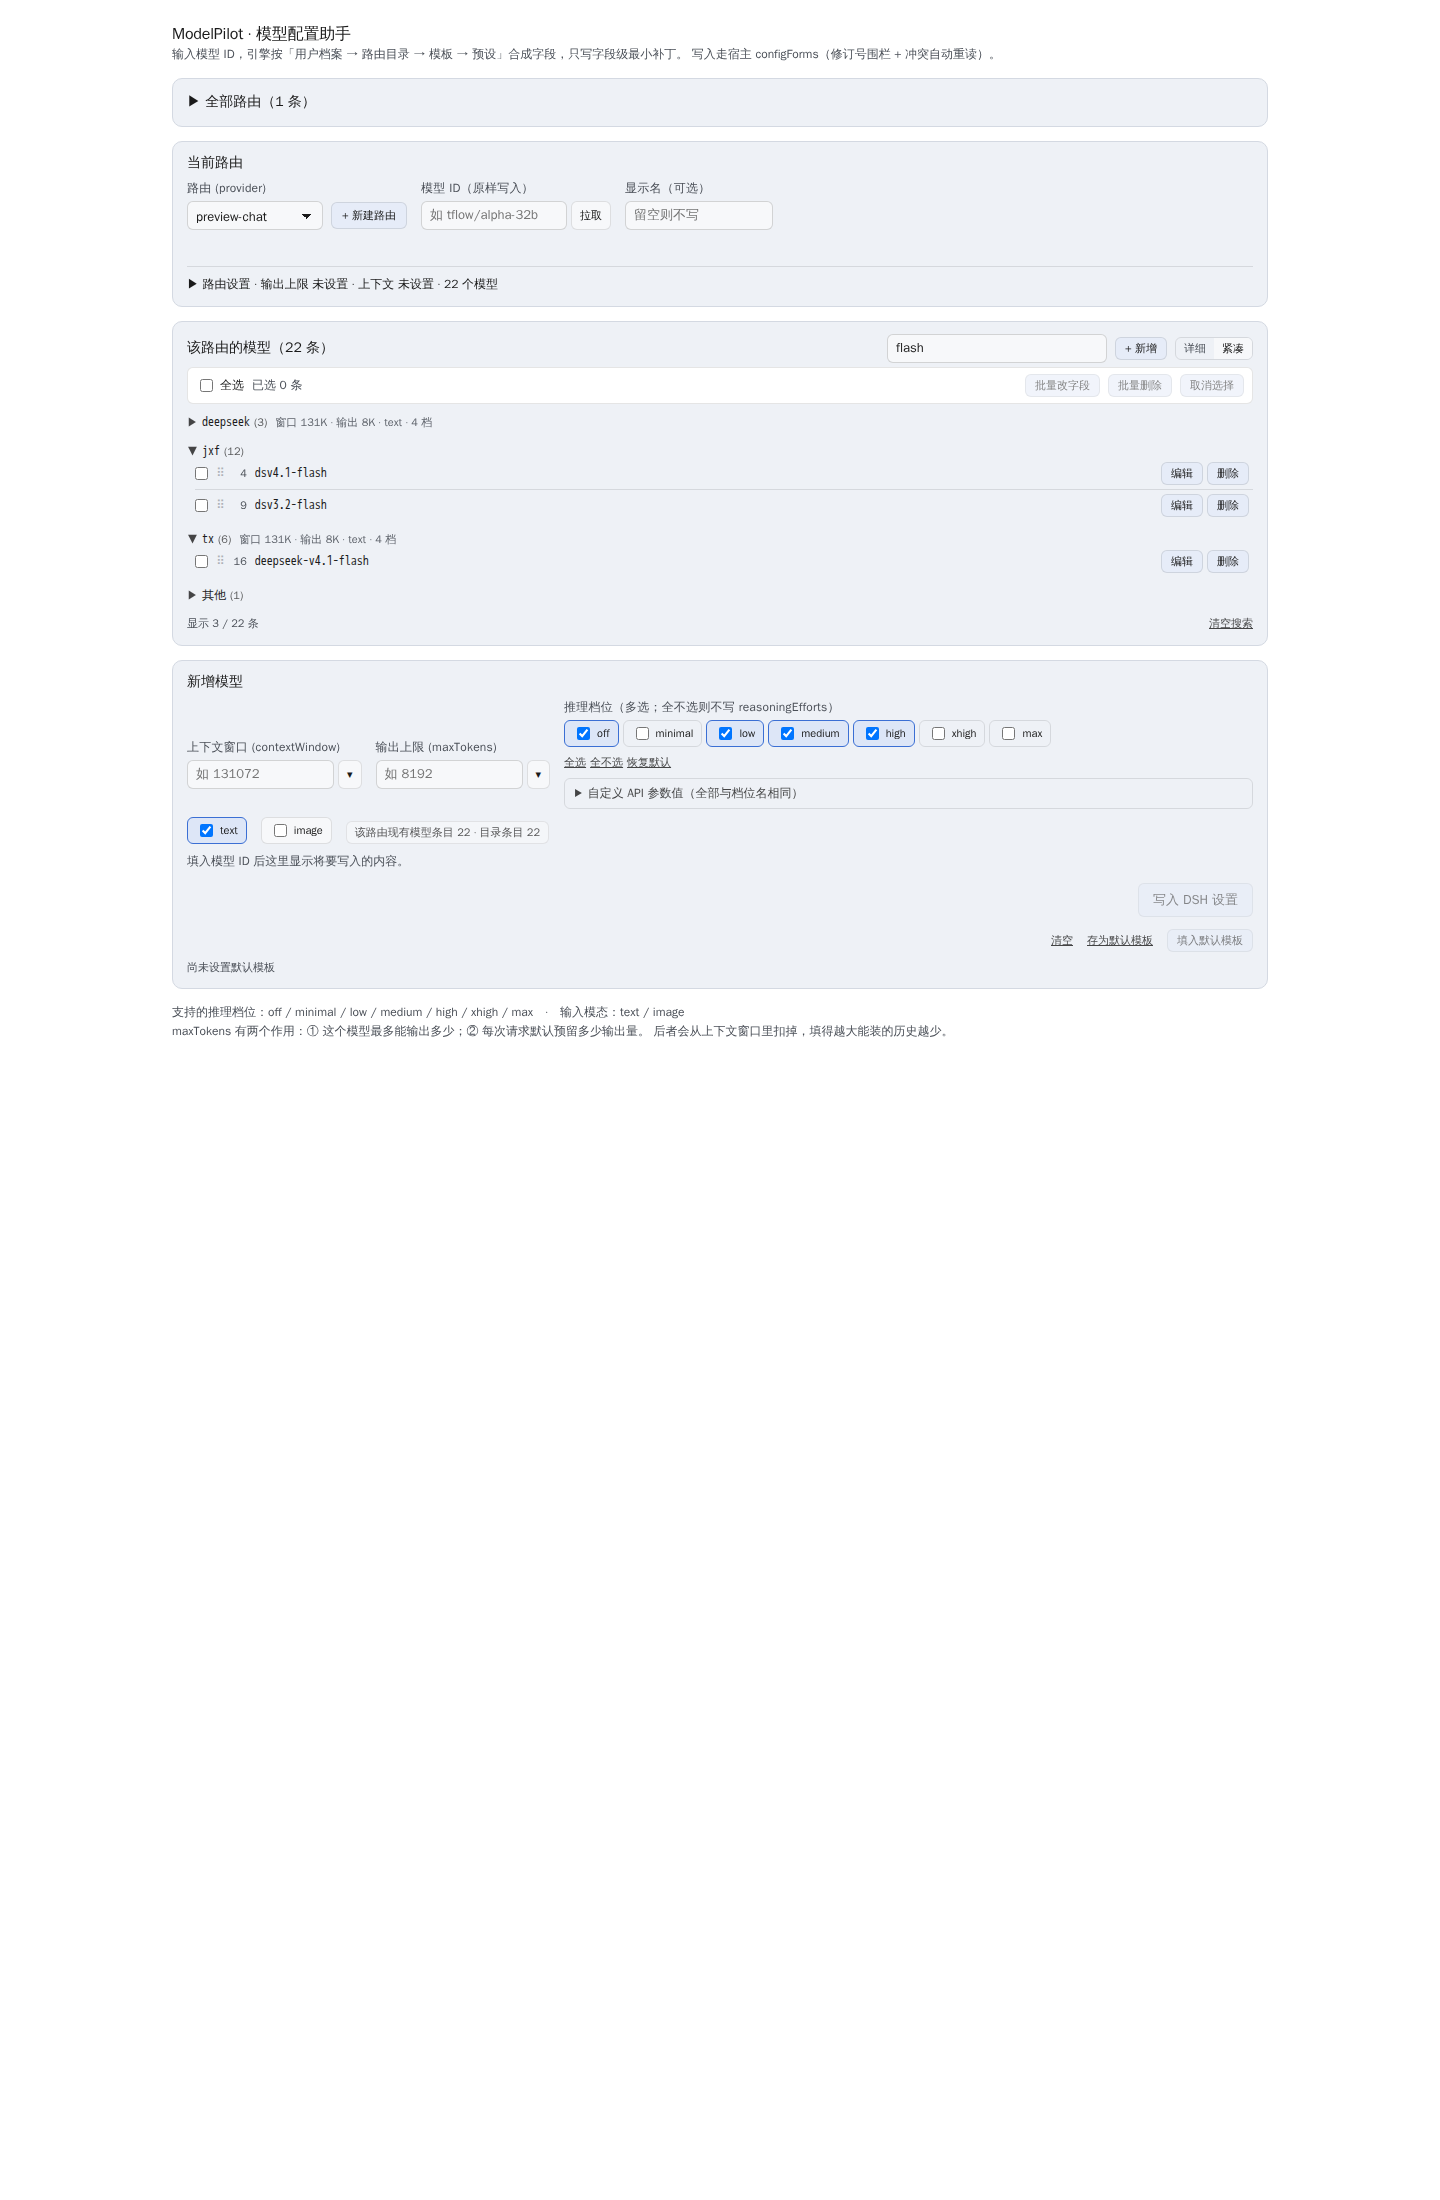 ModelPilot · 模型配置助手
输入模型 ID，引擎按「用户档案 → 路由目录 → 模板 → 预设」合成字段，只写字段级最小补丁。 写入走宿主 configForms（修订号围栏 + 冲突自动重读）。
▶ 全部路由（1 条）
当前路由
路由 (provider) 模型 ID（原样写入） 显示名（可选）
preview-chat + 新建路由 如 tflow/alpha-32b 拉取 留空则不写
▶ 路由设置 · 输出上限 未设置 · 上下文 未设置 · 22 个模型
该路由的模型（22 条） flash + 新增 详细 紧凑
全选 已选 0 条 批量改字段 批量删除 取消选择
▶ deepseek (3) 窗口 131K · 输出 8K · text · 4 档
▼ jxf (12)
4 dsv4.1-flash 编辑 删除
9 dsv3.2-flash 编辑 删除
▼ tx (6) 窗口 131K · 输出 8K · text · 4 档
16 deepseek-v4.1-flash 编辑 删除
▶ 其他 (1)
显示 3 / 22 条 清空搜索
新增模型
推理档位（多选；全不选则不写 reasoningEfforts）
off minimal low medium high xhigh max
上下文窗口 (contextWindow) 输出上限 (maxTokens)
全选 全不选 恢复默认
如 131072 ▾ 如 8192 ▾
▶ 自定义 API 参数值（全部与档位名相同）
text image 该路由现有模型条目 22 · 目录条目 22
填入模型 ID 后这里显示将要写入的内容。
写入 DSH 设置
清空 存为默认模板 填入默认模板
尚未设置默认模板
支持的推理档位：off / minimal / low / medium / high / xhigh / max · 输入模态：text / image
maxTokens 有两个作用：① 这个模型最多能输出多少；② 每次请求默认预留多少输出量。 后者会从上下文窗口里扣掉，填得越大能装的历史越少。